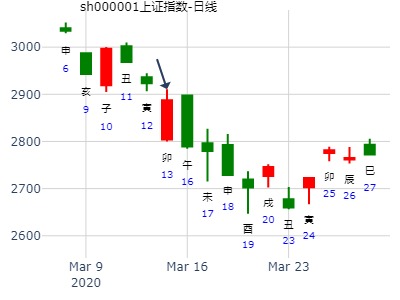 sh000001上证指数-日线
3000
2900
2800
2700
2600
申
6
亥
9
子
10
丑
11
寅
12
卯
13
午
16
未
17
申
18
酉
19
戌
20
丑
23
寅
24
卯
25
辰
26
巳
27
Mar 9
2020
Mar 16
Mar 23